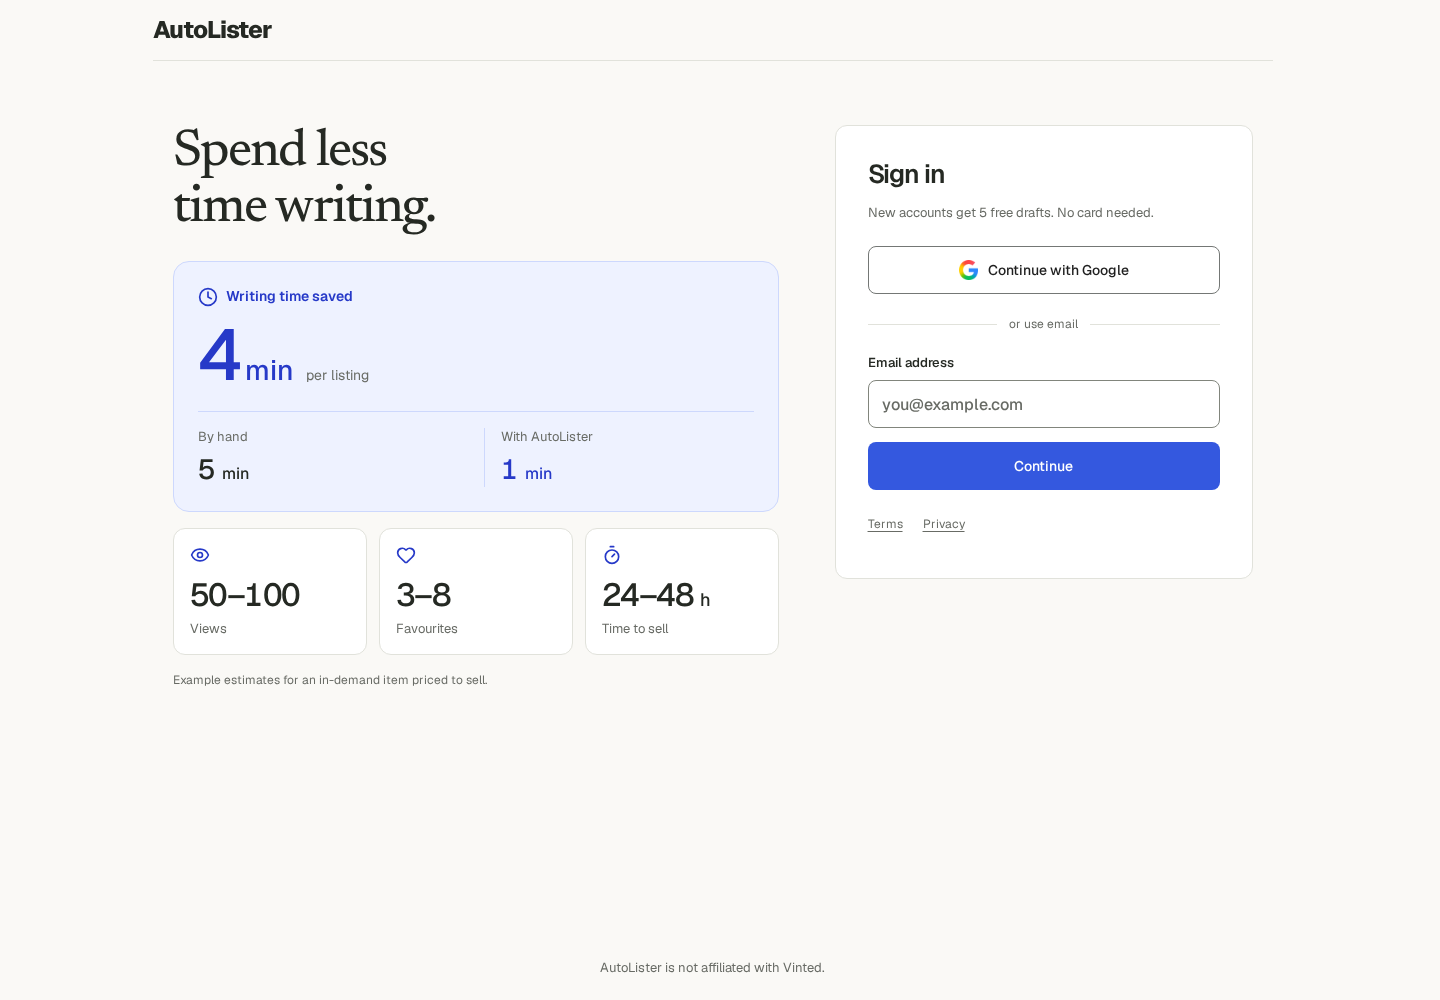 AutoLister
Spend less
time writing.
Writing time saved
4 min per listing
By hand
5 min
With AutoLister
1 min
50–100
Views
3–8
Favourites
24–48 h
Time to sell
Example estimates for an in-demand item priced to sell.
Sign in
New accounts get 5 free drafts. No card needed.
Continue with Google
or use email
Email address
you@example.com
Continue
Terms Privacy
AutoLister is not affiliated with Vinted.